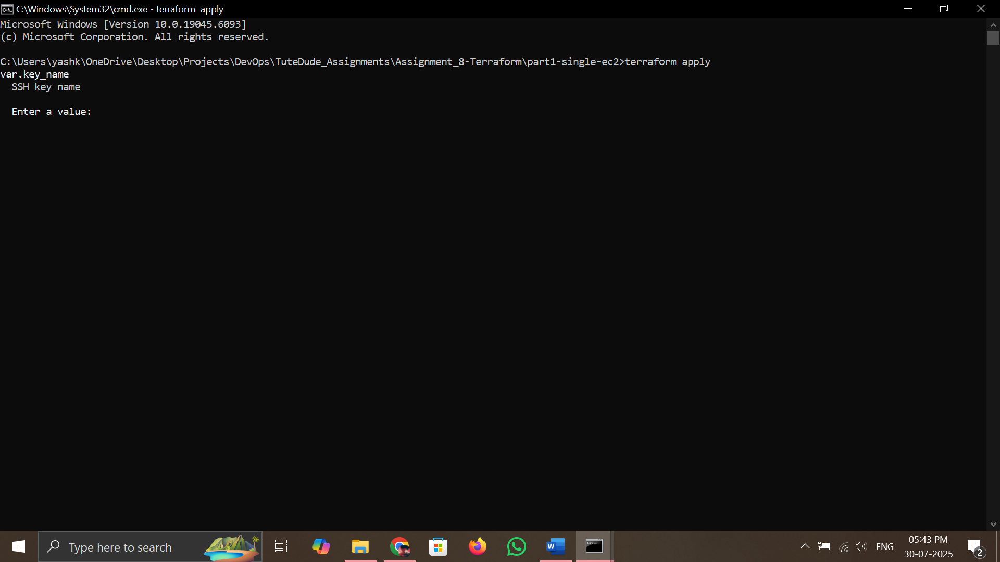 C:\Windows\System32\cmd.exe - terraform  apply
Microsoft Windows [Version 10.0.19045.6093]
(c) Microsoft Corporation. All rights reserved.
C:\Users\yashk\OneDrive\Desktop\Projects\DevOps\TuteDude_Assignments\Assignment_8-Terraform\part1-single-ec2>terraform apply
var.key_name
  SSH key name
  Enter a value:
Type here to search
ENG
05:43 PM
30-07-2025
2